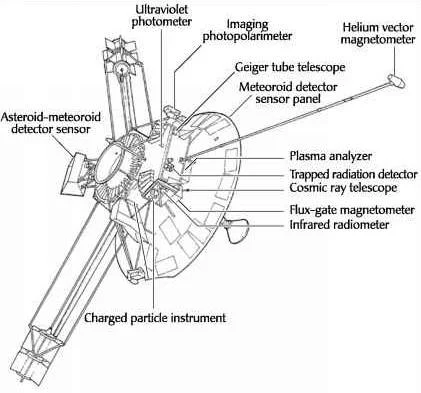 Ultraviolet
photometer
Imaging
photopolarimeter
Helium vector
magnetometer
Geiger tube telescope
Meteoroid detector
sensor panel
Asteroid-meteoroid
detector sensor
Plasma analyzer
Trapped radiation detector
Cosmic ray telescope
Flux-gate magnetometer
Infrared radiometer
Charged particle instrument